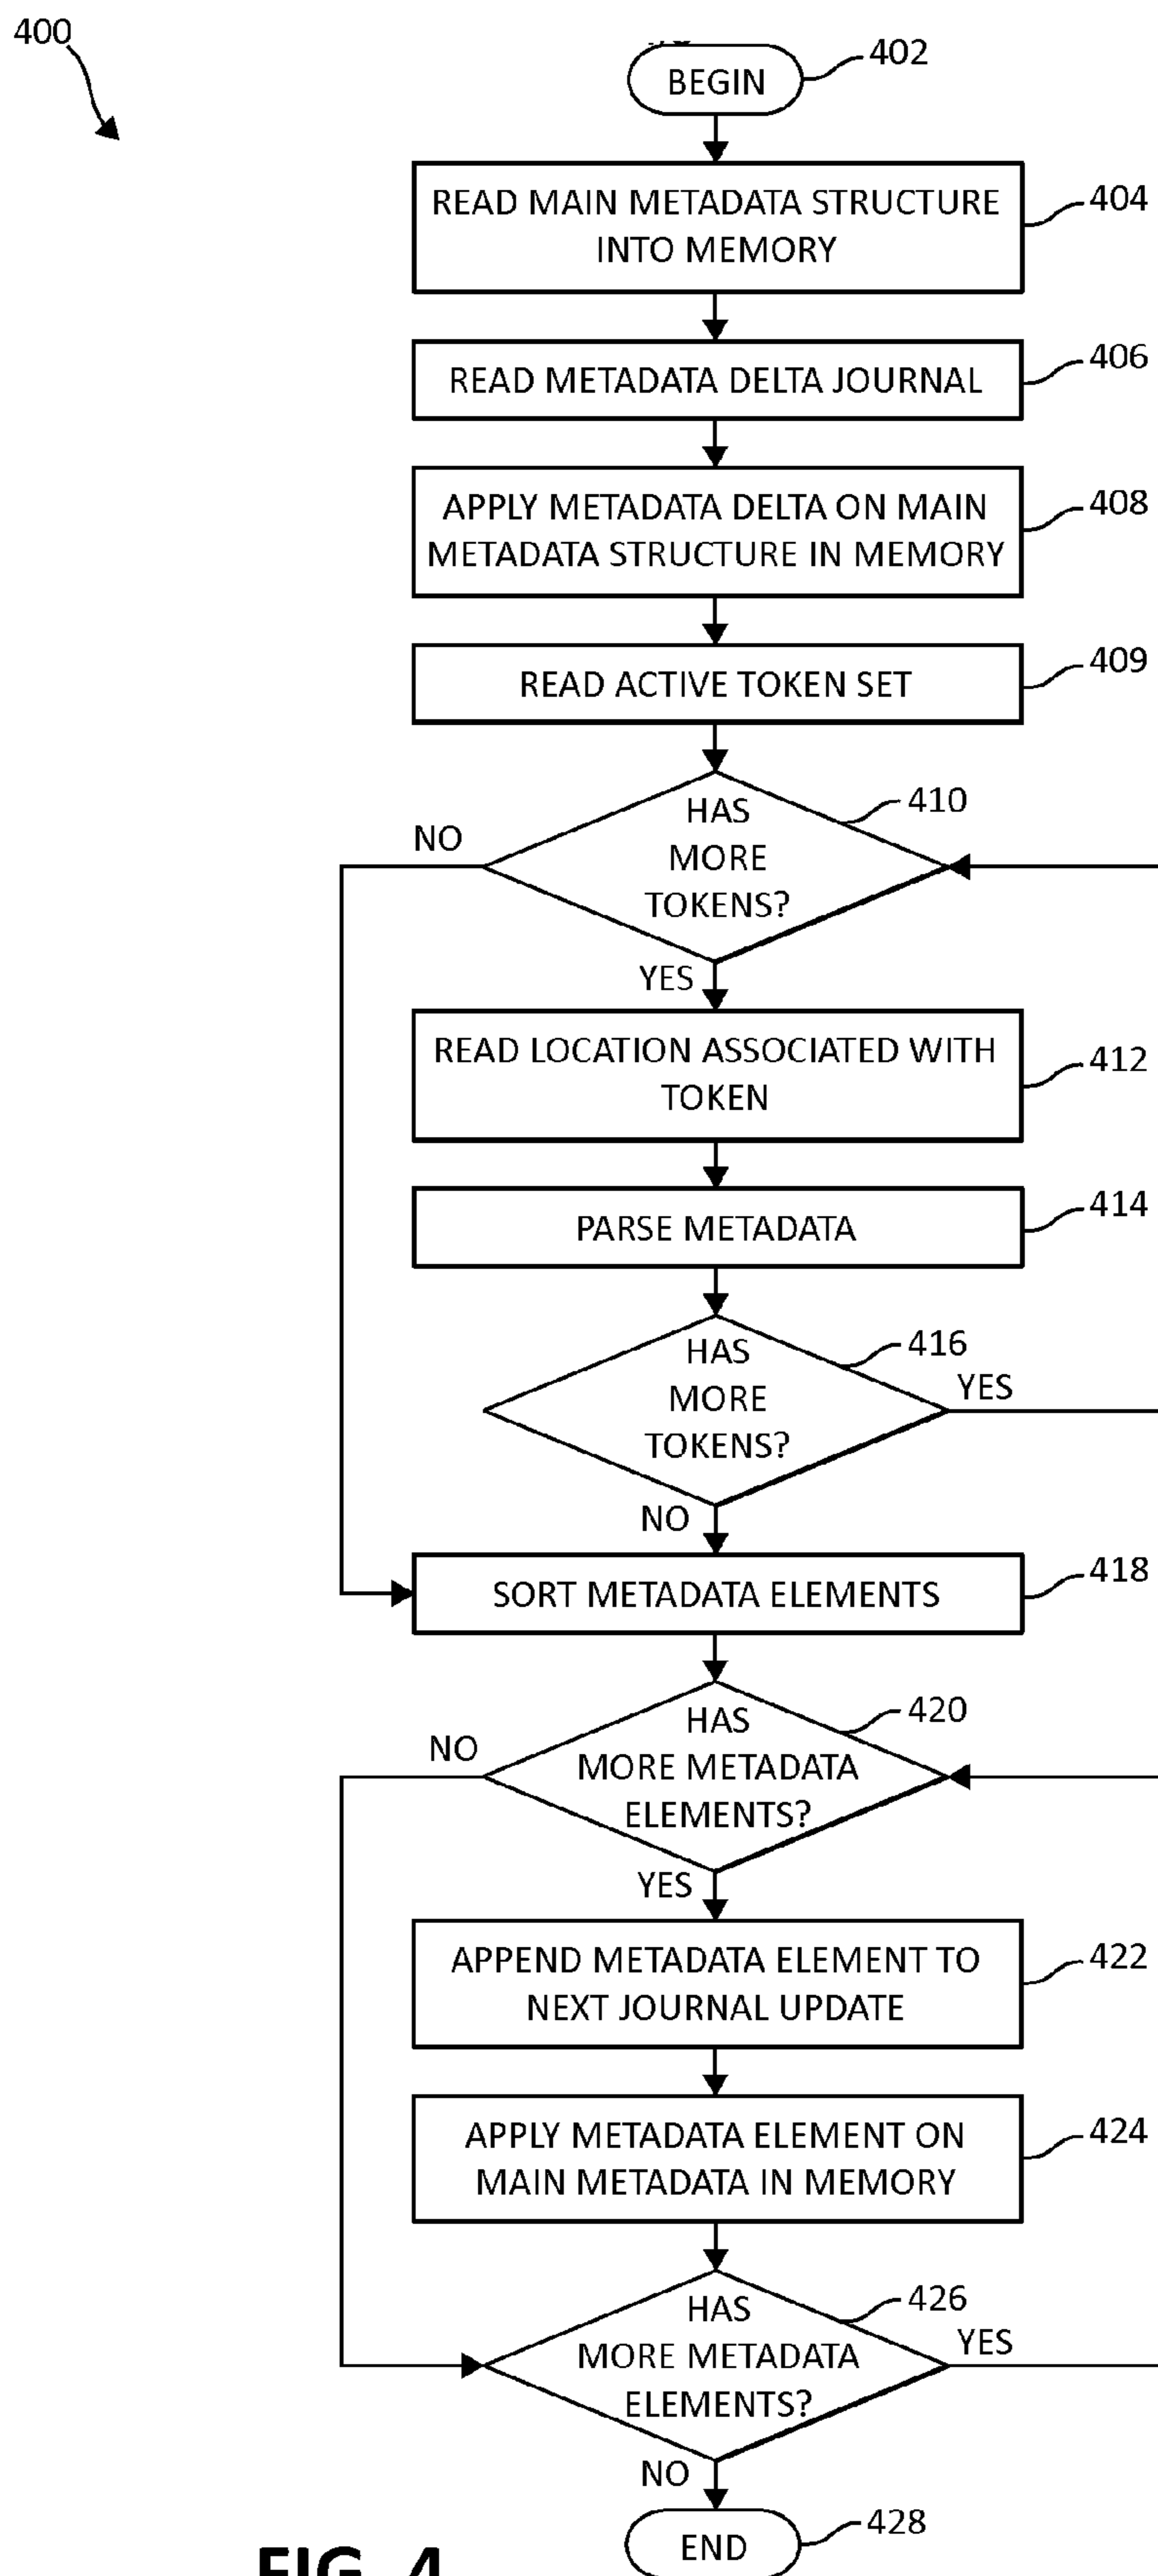 400
BEGIN
402
READ MAIN METADATA STRUCTURE
INTO MEMORY
404
READ METADATA DELTA JOURNAL
406
APPLY METADATA DELTA ON MAIN
METADATA STRUCTURE IN MEMORY
408
READ ACTIVE TOKEN SET
409
HAS
MORE
TOKENS?
410
NO
YES
READ LOCATION ASSOCIATED WITH
TOKEN
412
PARSE METADATA
414
HAS
MORE
TOKENS?
416
YES
NO
SORT METADATA ELEMENTS
418
HAS
MORE METADATA
ELEMENTS?
420
NO
YES
APPEND METADATA ELEMENT TO
NEXT JOURNAL UPDATE
422
APPLY METADATA ELEMENT ON
MAIN METADATA IN MEMORY
424
HAS
MORE METADATA
ELEMENTS?
426
YES
NO
END
428
FIG. 4